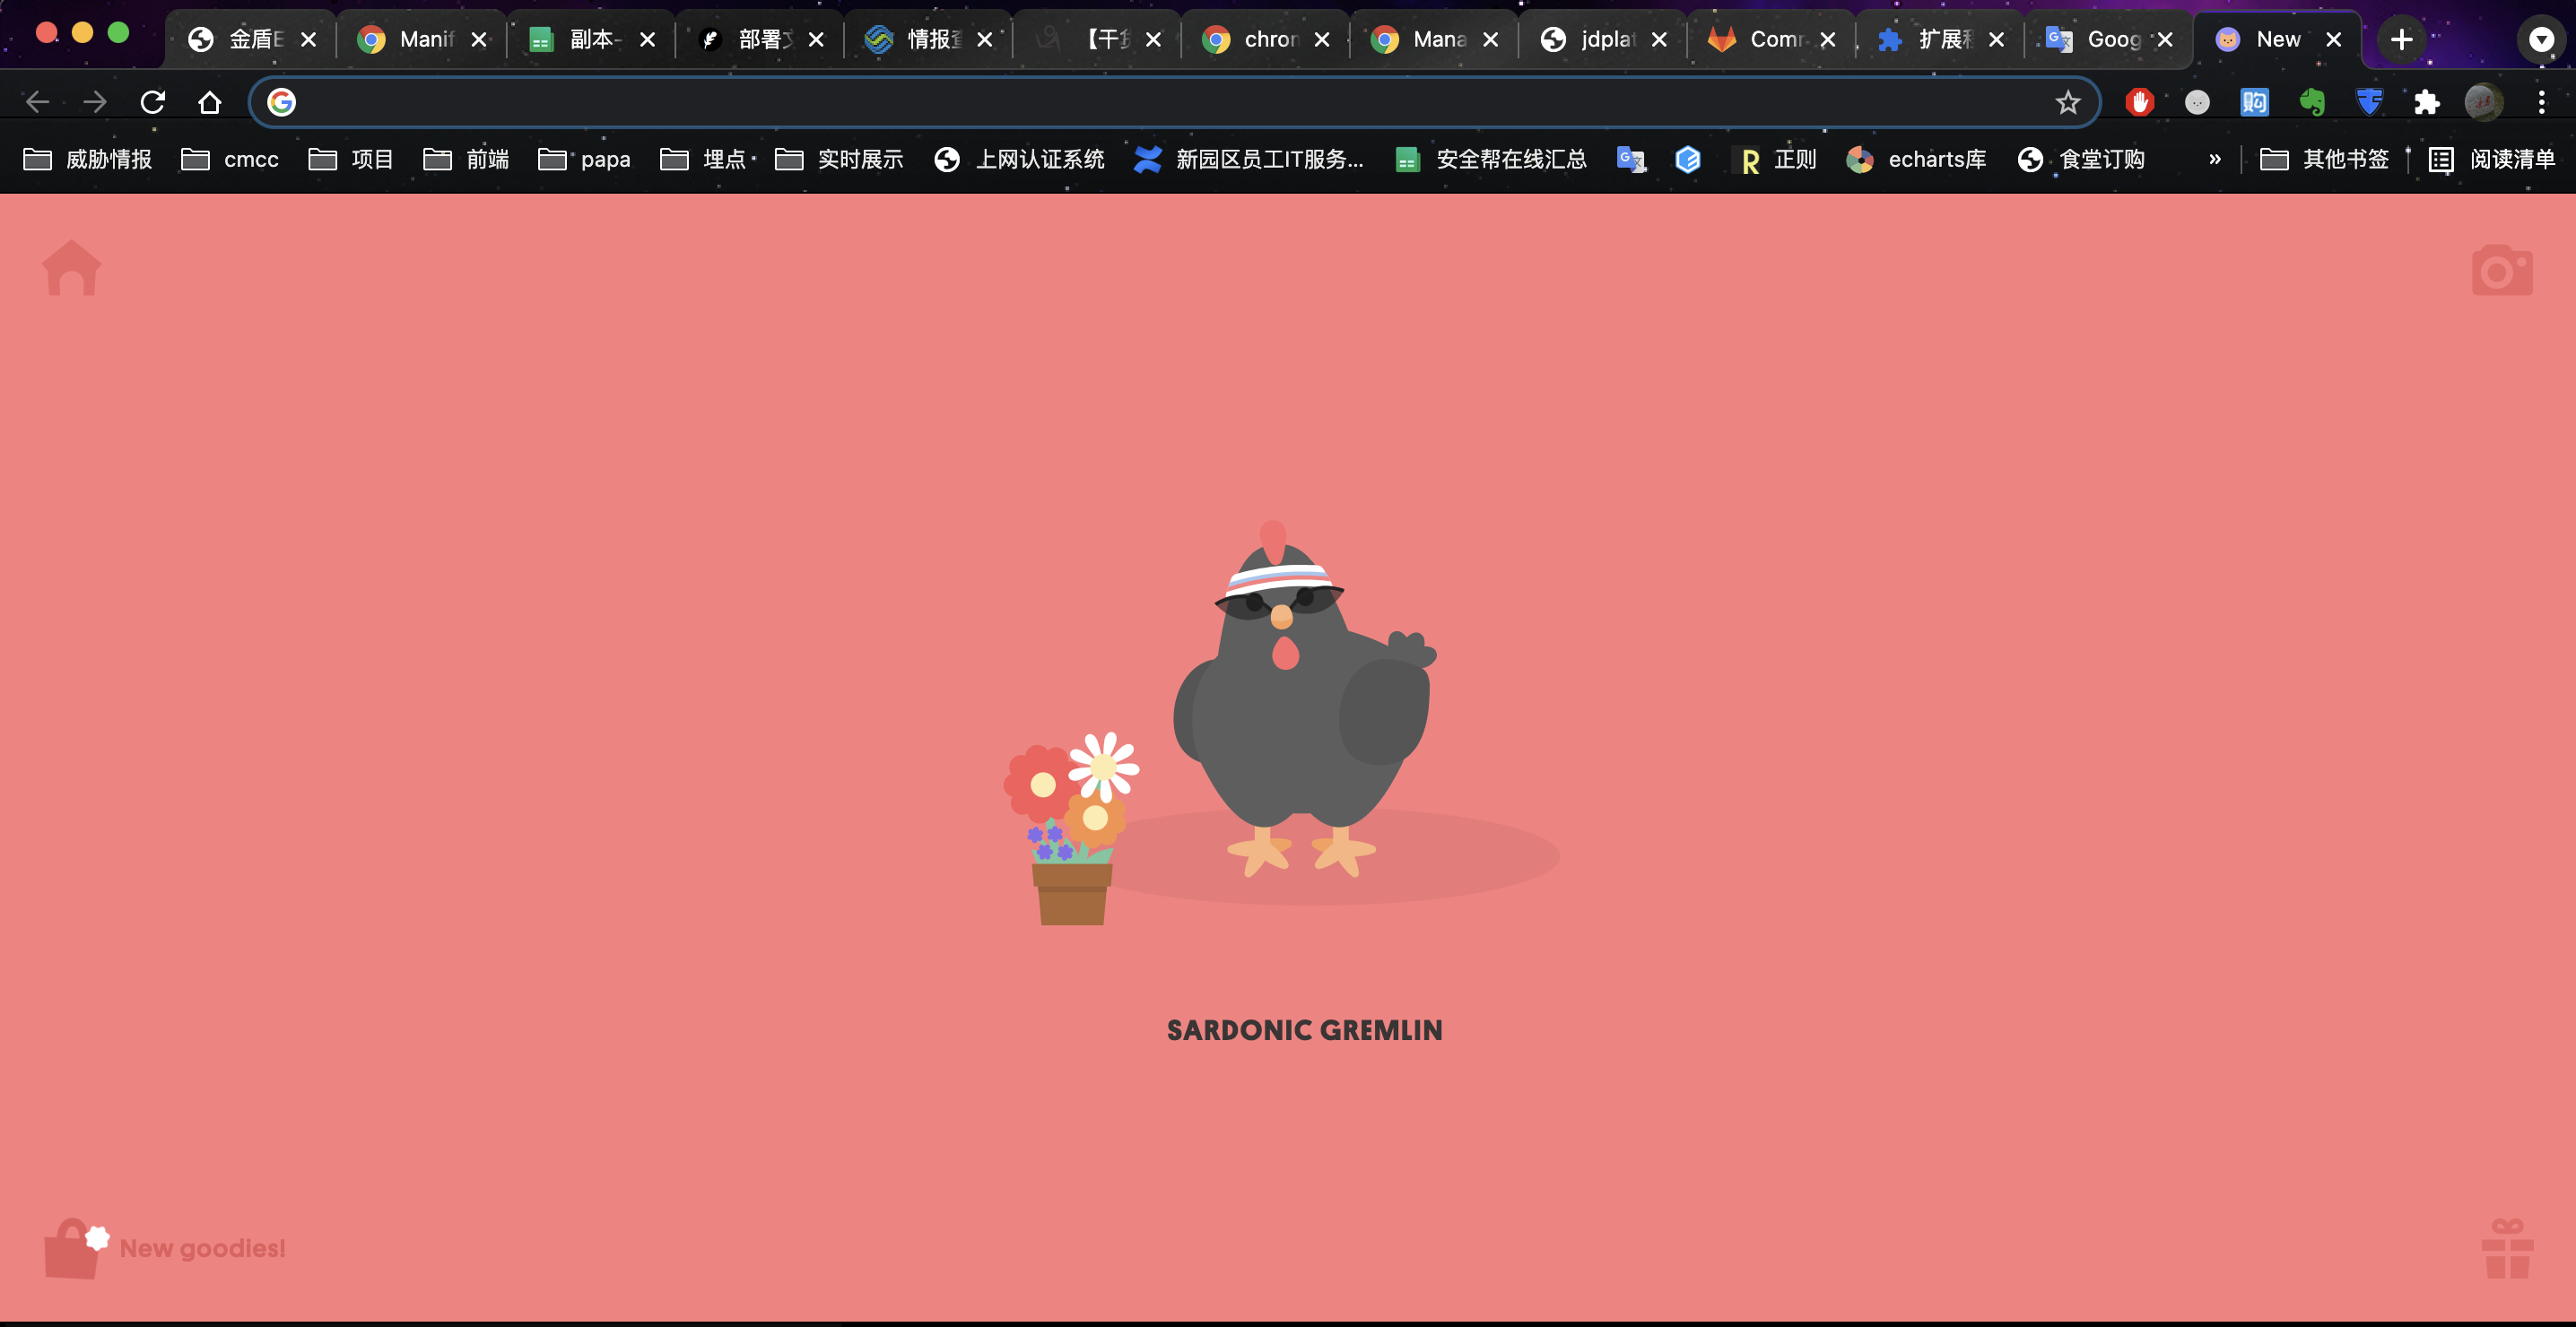 金盾 Manif 副本- 部署 情报 【干 chron Mana jdplat Com 扩展 Goog New
威胁情报 cmcc 项目 前端 papa 埋点 实时展示 上网认证系统 新园区员工IT服务... 安全帮在线汇总 正则 echarts库 食堂订购 » 其他书签 阅读清单
SARDONIC GREMLIN
New goodies!